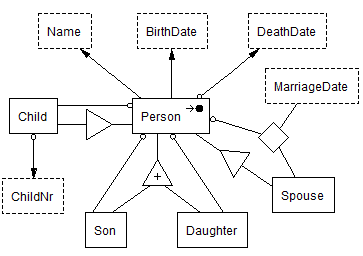 Name
BirthDate
DeathDate
MarriageDate
Child
Person
ChildNr
+
Spouse
Son
Daughter